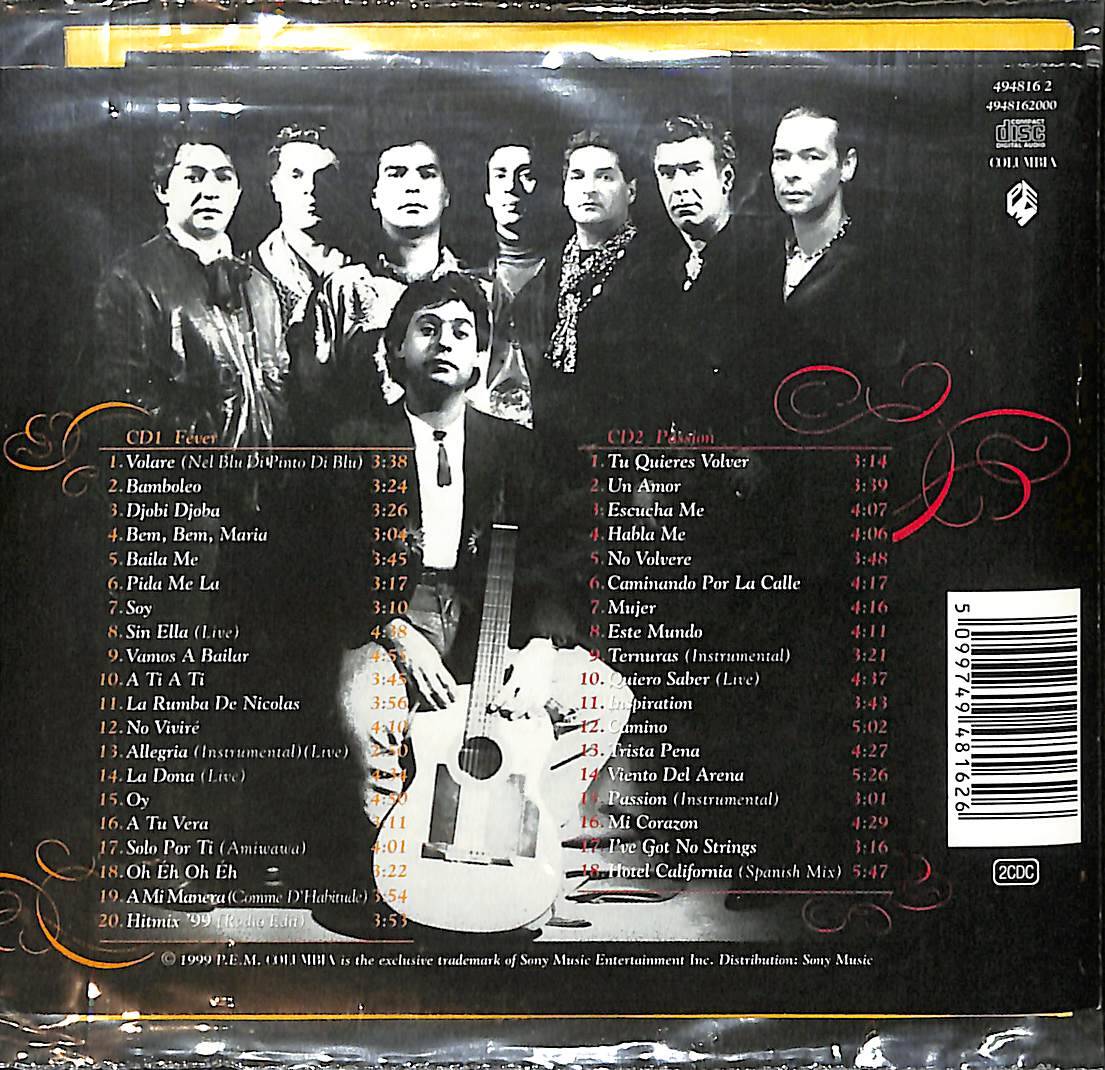 494816 2
4948162000
COMPACT
disc
DIGITAL AUDIO
COLUMBIA
CD1 Fever
1. Volare (Nel Blu Di Pinto Di Blu) 3:38
2. Bamboleo 3:24
3. Djobi Djoba 3:26
4. Bem, Bem, Maria 3:04
5. Baila Me 3:45
6. Pida Me La 3:17
7. Soy 3:10
8. Sin Ella (Live) 4:38
9. Vamos A Bailar
10. A Ti A Ti 3:45
11. La Rumba De Nicolas 3:56
12. No Viviré 4:10
13. Allegria (Instrumental)(Live)
14. La Dona (Live) 4:34
15. Oy 4:50
16. A Tu Vera 3:11
17. Solo Por Ti (Amiwawa) 4:01
18. Oh Éh Oh Éh 3:22
19. A Mi Manera (Comme D'Habitude) 3:54
20. Hitmix '99 (Radio Edit) 3:53
CD2 Passion
1. Tu Quieres Volver 3:14
2. Un Amor 3:39
3. Escucha Me 4:07
4. Habla Me 4:06
5. No Volvere 3:48
6. Caminando Por La Calle 4:17
7. Mujer 4:16
8. Este Mundo 4:11
9. Ternuras (Instrumental) 3:21
10. Quiero Saber (Live) 4:37
11. Inspiration 3:43
12. Camino 5:02
13. Trista Pena 4:27
14 Viento Del Arena 5:26
15. Passion (Instrumental) 3:01
16. Mi Corazon 4:29
17. I've Got No Strings 3:16
18. Hotel California (Spanish Mix) 5:47
5 099749 481626
2CDC
© 1999 P.E.M. COLUMBIA is the exclusive trademark of Sony Music Entertainment Inc. Distribution: Sony Music